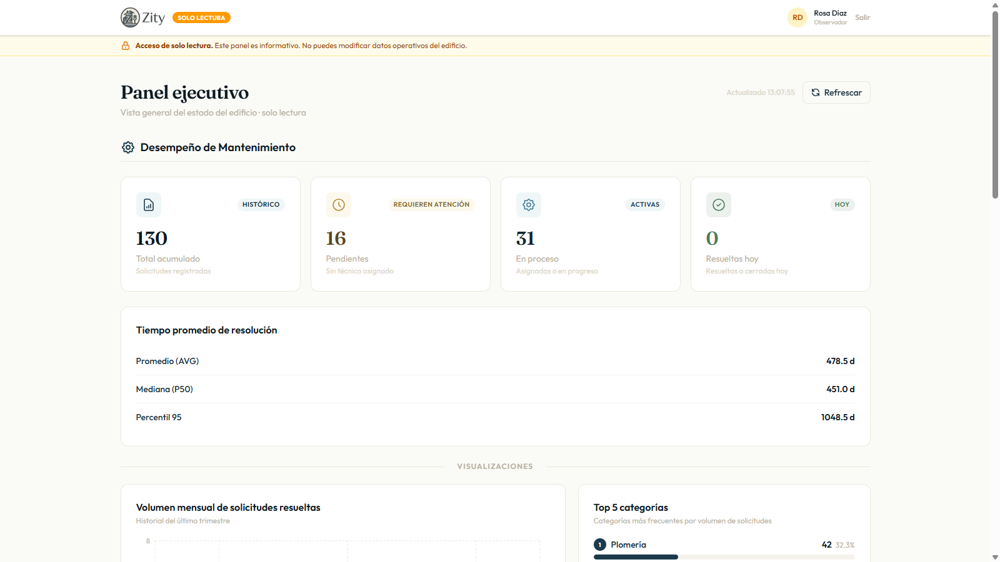 Zity
SOLO LECTURA
RD
Rosa Díaz
Observador
Salir
Acceso de solo lectura. Este panel es informativo. No puedes modificar datos operativos del edificio.
Panel ejecutivo
Vista general del estado del edificio · solo lectura
Actualizado 13:07:55
Refrescar
Desempeño de Mantenimiento
HISTÓRICO
130
Total acumulado
Solicitudes registradas
REQUIEREN ATENCIÓN
16
Pendientes
Sin técnico asignado
ACTIVAS
31
En proceso
Asignadas o en progreso
HOY
0
Resueltas hoy
Resueltas o cerradas hoy
Tiempo promedio de resolución
Promedio (AVG) 478.5 d
Mediana (P50) 451.0 d
Percentil 95 1048.5 d
VISUALIZACIONES
Volumen mensual de solicitudes resueltas
Historial del último trimestre
8
Top 5 categorías
Categorías más frecuentes por volumen de solicitudes
1 Plomería 42 32.3%